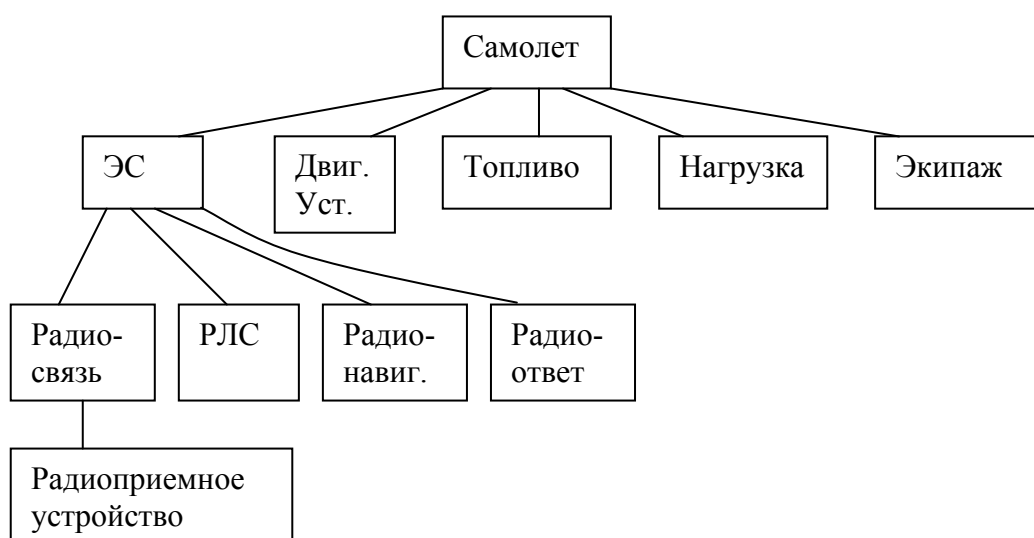 Самолет
ЭС
Двиг.
Уст.
Топливо
Нагрузка
Экипаж
Радио-
связь
РЛС
Радио-
навиг.
Радио-
ответ
Радиоприемное
устройство